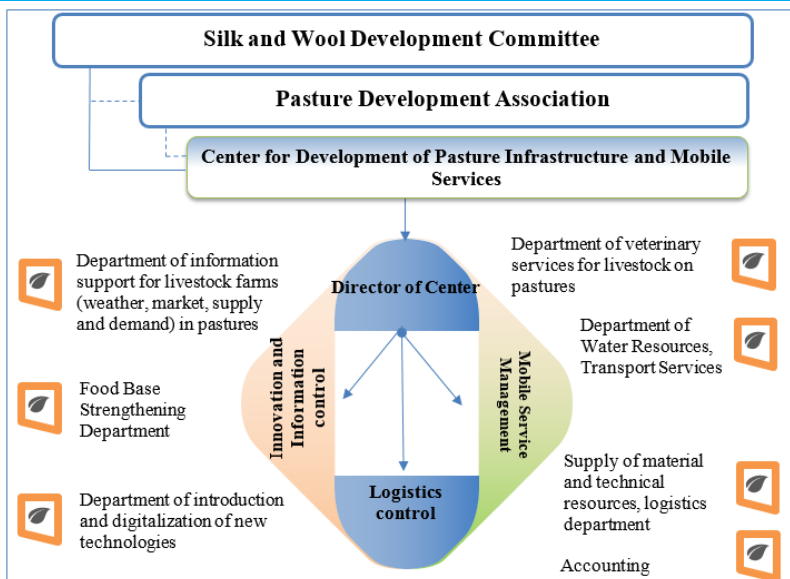 Silk and Wool Development Committee
Pasture Development Association
Center for Development of Pasture Infrastructure and Mobile
Services
Department of information
support for livestock farms
(weather, market, supply
and demand) in pastures
Food Base
Strengthening
Department
Department of introduction
and digitalization of new
technologies
Director of Center
Innovation and
Information
control
Mobile Service
Management
Logistics
control
Department of veterinary
services for livestock on
pastures
Department of
Water Resources,
Transport Services
Supply of material
and technical
resources, logistics
department
Accounting